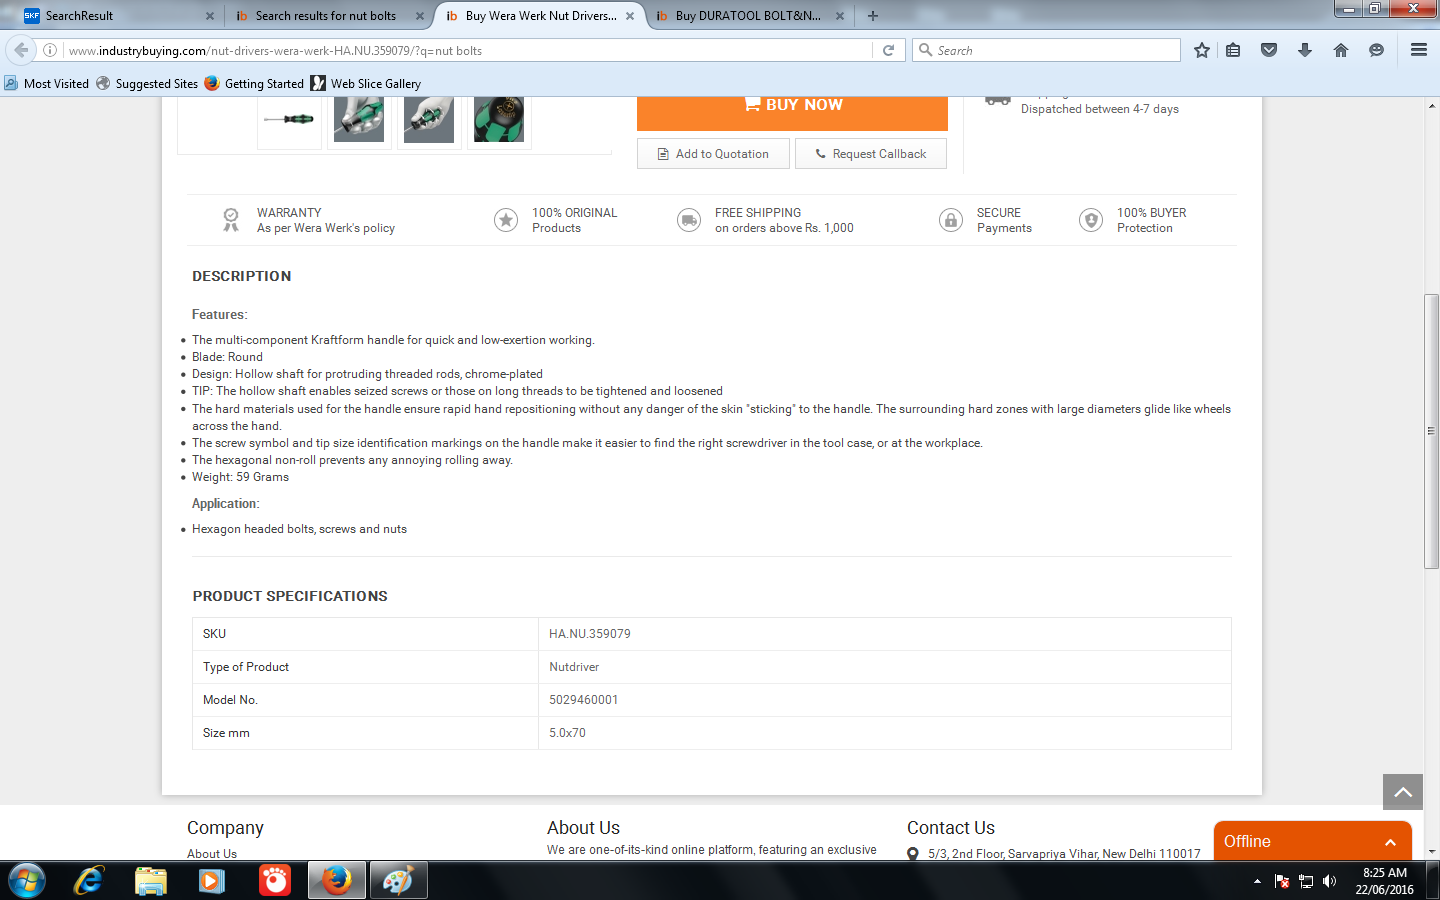 SKF SearchResult
ib Search results for nut bolts
ib Buy Wera Werk Nut Drivers...
ib Buy DURATOOL BOLT&N...
www.industrybuying.com/nut-drivers-wera-werk-HA.NU.359079/?q=nut bolts
Search
Most Visited
Suggested Sites
Getting Started
Web Slice Gallery
BUY NOW
Dispatched between 4-7 days
Add to Quotation
Request Callback
WARRANTY
As per Wera Werk's policy
100% ORIGINAL
Products
FREE SHIPPING
on orders above Rs. 1,000
SECURE
Payments
100% BUYER
Protection
DESCRIPTION
Features:
The multi-component Kraftform handle for quick and low-exertion working.
Blade: Round
Design: Hollow shaft for protruding threaded rods, chrome-plated
TIP: The hollow shaft enables seized screws or those on long threads to be tightened and loosened
The hard materials used for the handle ensure rapid hand repositioning without any danger of the skin "sticking" to the handle. The surrounding hard zones with large diameters glide like wheels
across the hand.
The screw symbol and tip size identification markings on the handle make it easier to find the right screwdriver in the tool case, or at the workplace.
The hexagonal non-roll prevents any annoying rolling away.
Weight: 59 Grams
Application:
Hexagon headed bolts, screws and nuts
PRODUCT SPECIFICATIONS
SKU HA.NU.359079
Type of Product Nutdriver
Model No. 5029460001
Size mm 5.0x70
Company
About Us
About Us
We are one-of-its-kind online platform, featuring an exclusive
Contact Us
5/3, 2nd Floor, Sarvapriya Vihar, New Delhi 110017
Offline
8:25 AM
22/06/2016